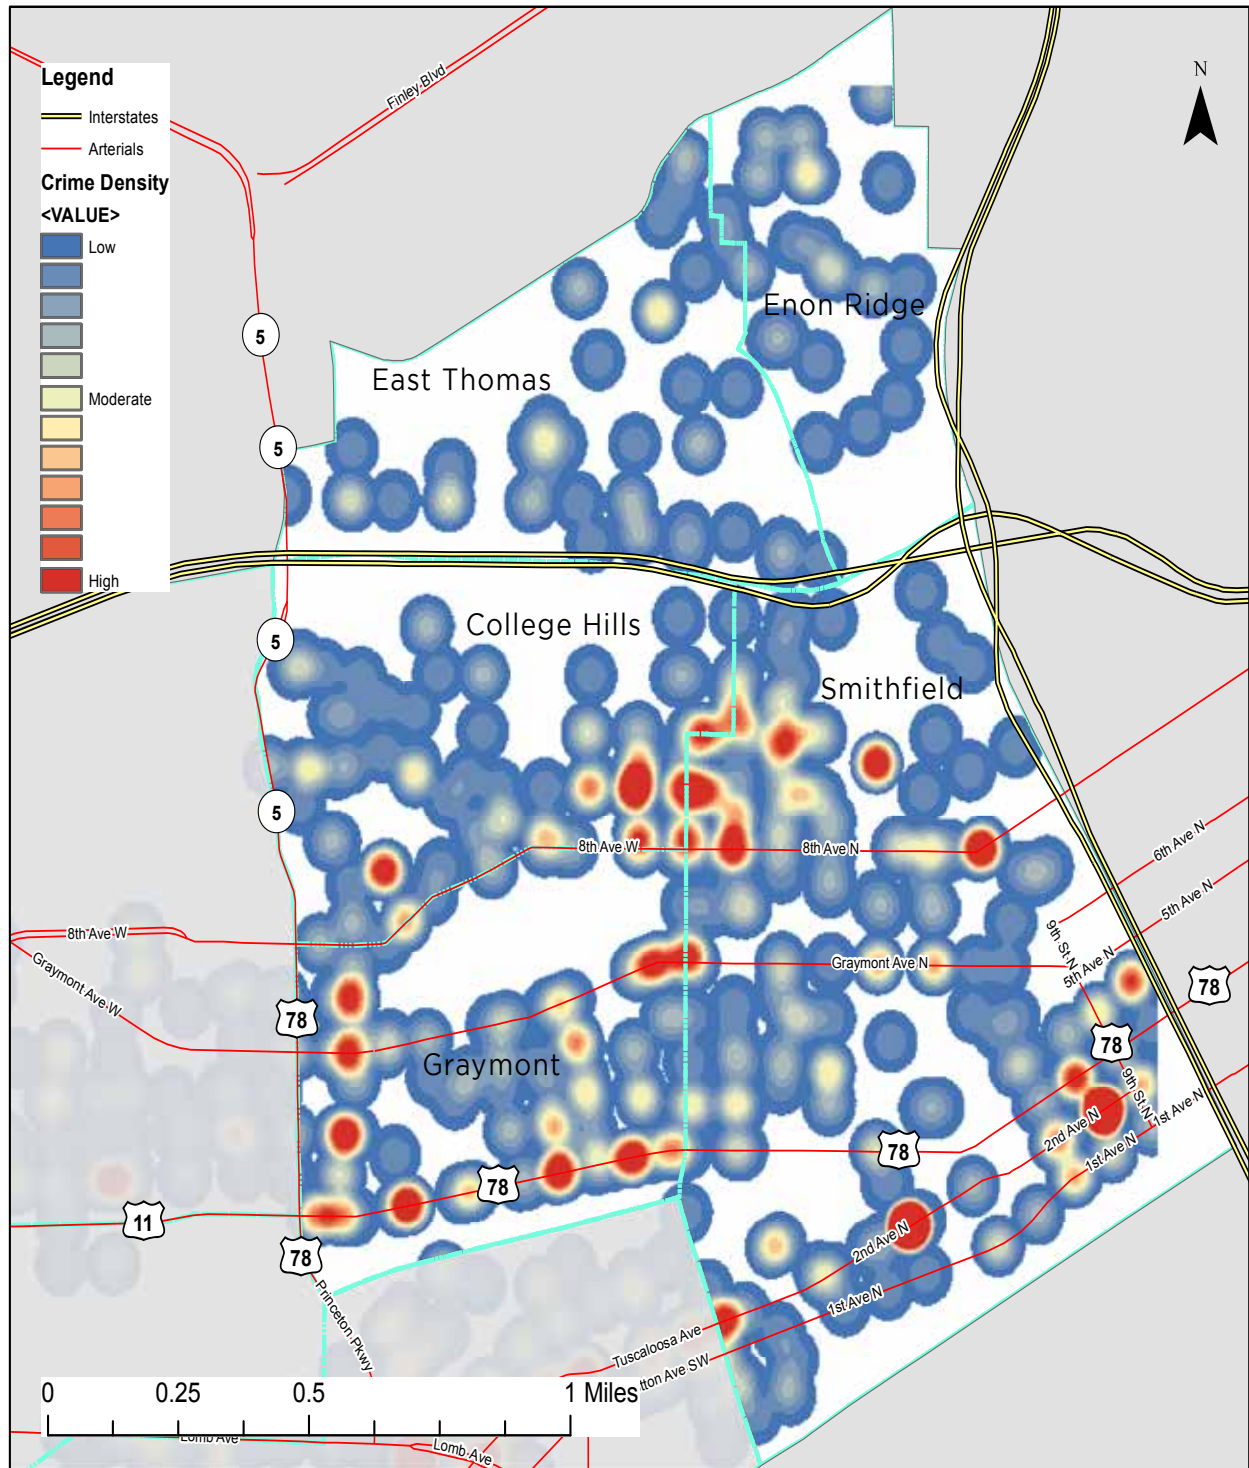 Finley Blvd
N
Legend
Interstates
Arterials
Crime Density
<VALUE>
Low
Moderate
High
5
Enon Ridge
East Thomas
5
College Hills
5
Smithfield
5
8th Ave W
8th Ave N
6th Ave N
5th Ave N
8th Ave W
Graymont Ave W
Graymont Ave N
9th St N
5th Ave N
78
78
78
Graymont
9th St N
2nd Ave N
1st Ave N
1st Ave N
78
78
11
78
2nd Ave N
1st Ave N
Princeton Pkwy
Tuscaloosa Ave
tton Ave SW
0 0.25 0.5 1 Miles
Lomb Ave
Lomb Ave